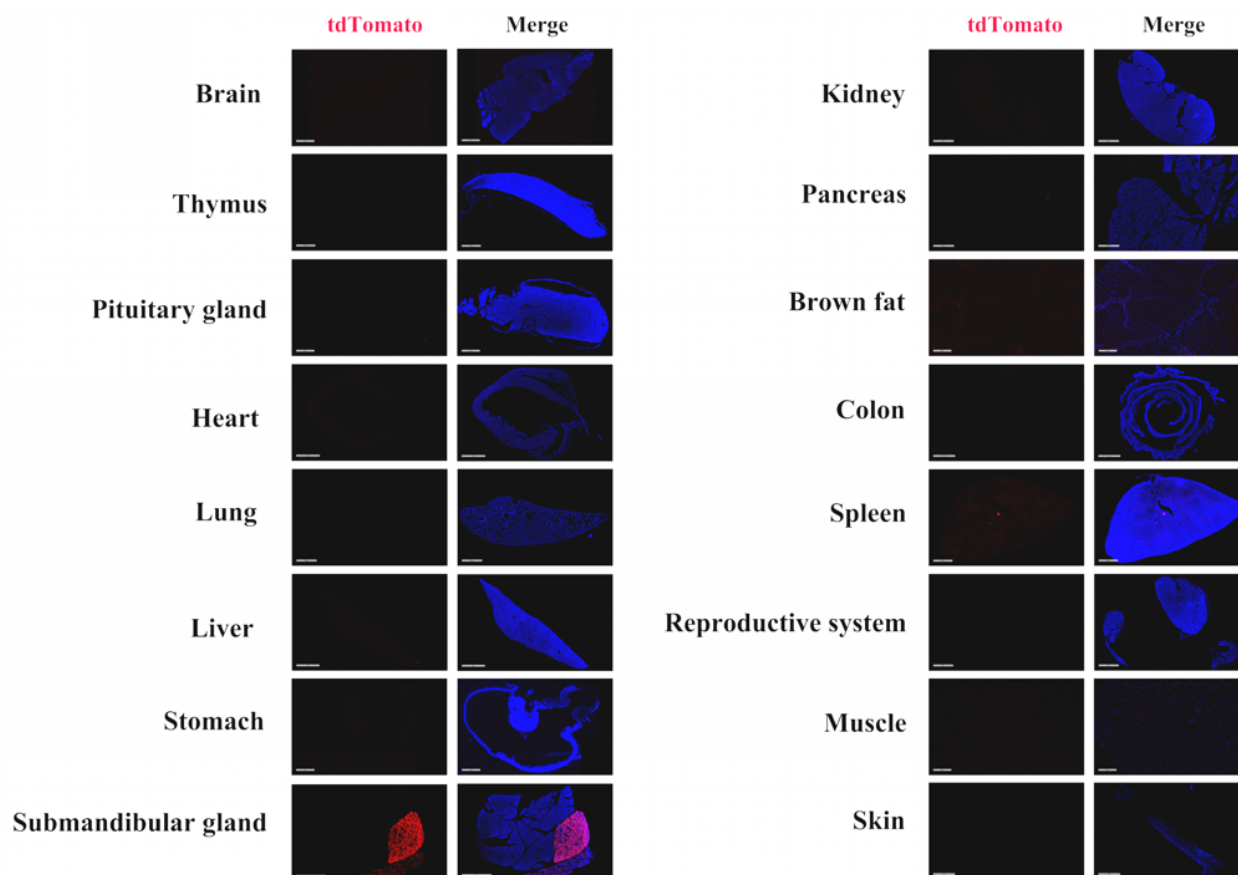 tdTomato Merge tdTomato Merge
Brain Kidney
Thymus Pancreas
Pituitary gland Brown fat
Heart Colon
Lung Spleen
Liver Reproductive system
Stomach Muscle
Submandibular gland Skin